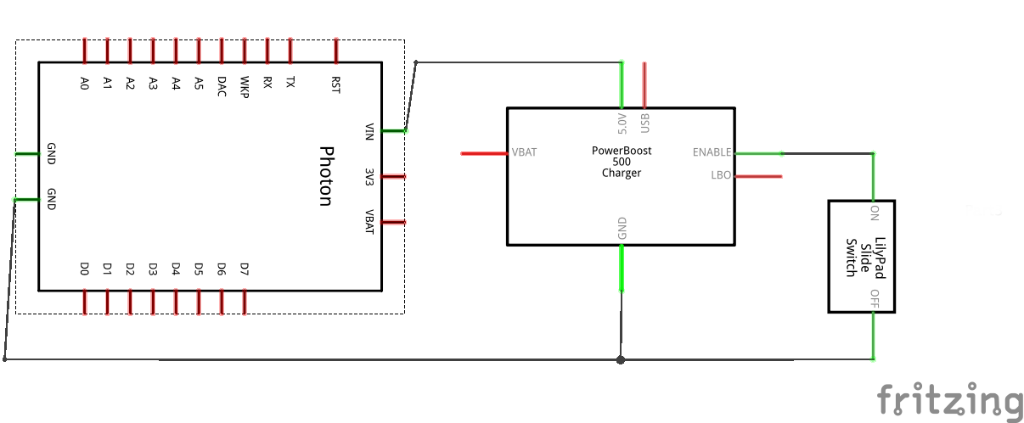 A0 A1 A2 A3 A4 A5 DAC WKP RX TX RST
GND
GND
VIN
3V3
VBAT
Photon
D0 D1 D2 D3 D4 D5 D6 D7
5.0V USB
VBAT
PowerBoost
500
Charger
ENABLE
LBO
GND
ON
LilyPad
Slide
Switch
OFF
fritzing